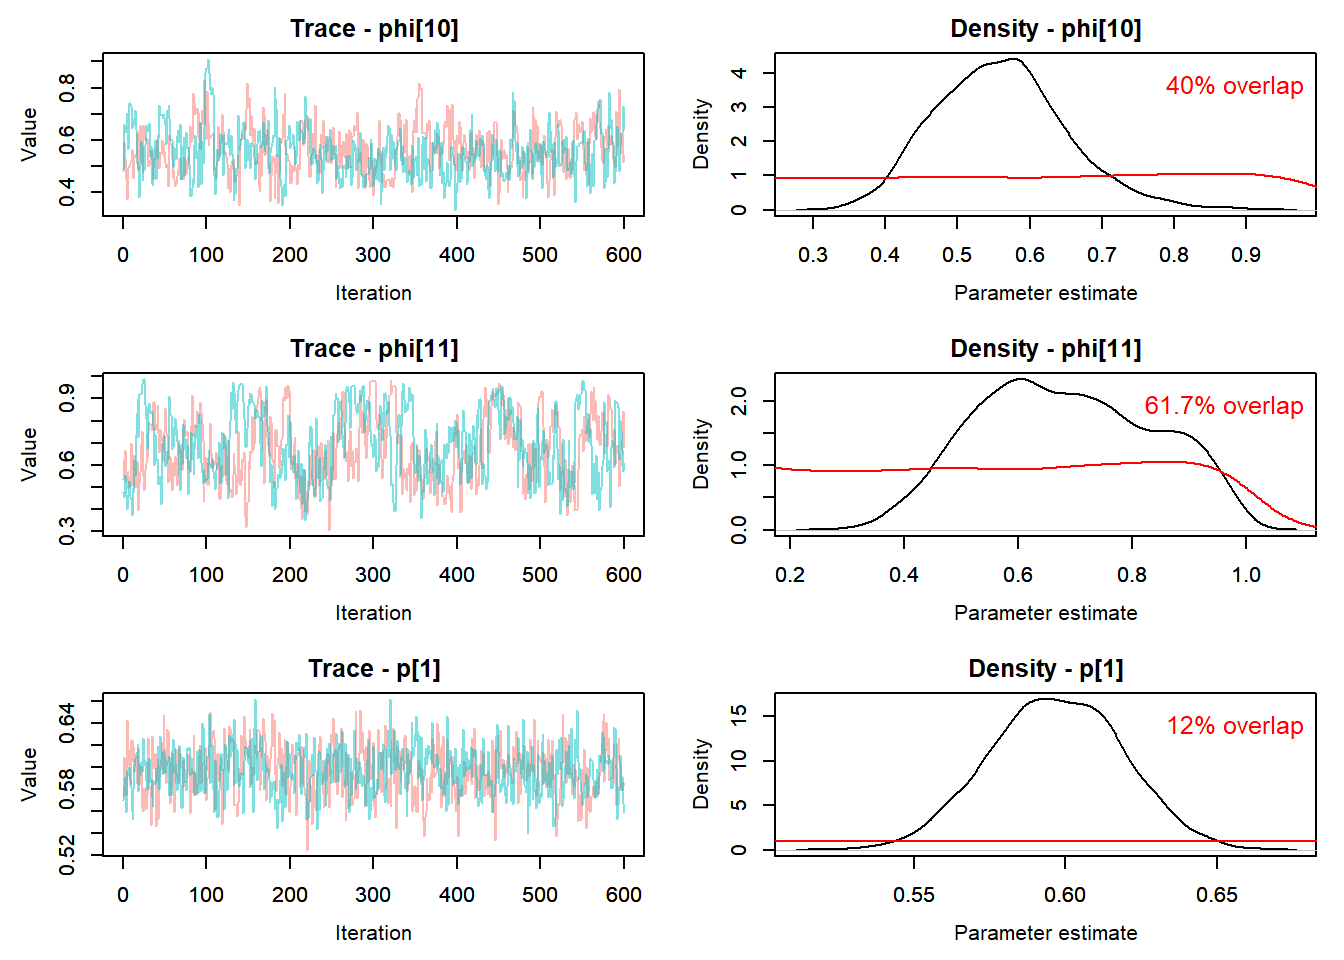 Trace - phi[10]
Value
0.4 0.6 0.8
0 100 200 300 400 500 600
Iteration
Density - phi[10]
40% overlap
Density
0 1 2 3 4
0.3 0.4 0.5 0.6 0.7 0.8 0.9
Parameter estimate
Trace - phi[11]
Value
0.3 0.6 0.9
0 100 200 300 400 500 600
Iteration
Density - phi[11]
61.7% overlap
Density
0.0 1.0 2.0
0.2 0.4 0.6 0.8 1.0
Parameter estimate
Trace - p[1]
Value
0.52 0.58 0.64
0 100 200 300 400 500 600
Iteration
Density - p[1]
12% overlap
Density
0 5 10 15
0.55 0.60 0.65
Parameter estimate